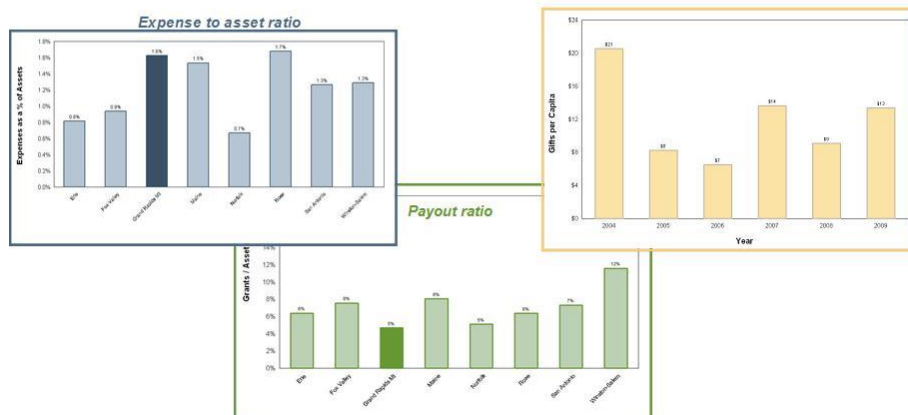 Expense to asset ratio
Expenses as a % of Assets
1.8%
1.6%
1.4%
1.2%
1.0%
0.8%
0.6%
0.4%
0.2%
0.0%
0.8%
0.9%
1.6%
1.5%
0.7%
1.7%
1.3%
1.3%
Erie
Fox Valley
Grand Rapids MI
Maine
Norfolk
Rose
San Antonio
Winston-Salem
Gifts per Capita
$24
$20
$16
$12
$8
$4
$0
$21
$8
$7
$14
$9
$13
2004
2005
2006
2007
2008
2009
Year
Payout ratio
Grants / Asset
14%
12%
10%
8%
6%
4%
2%
0%
6%
8%
5%
8%
5%
6%
7%
12%
Erie
Fox Valley
Grand Rapids MI
Maine
Norfolk
Rose
San Antonio
Winston-Salem